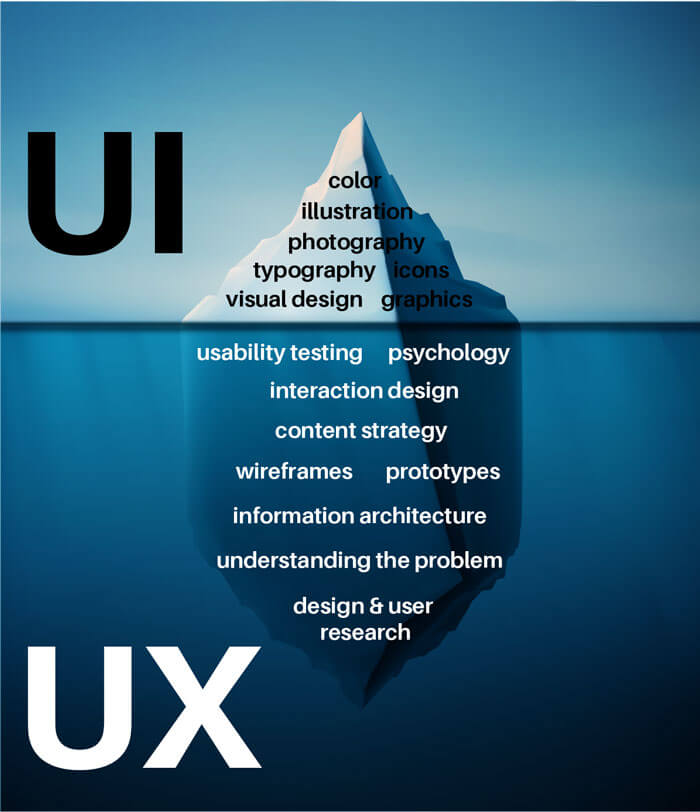 UI
color
illustration
photography
typography icons
visual design graphics
usability testing psychology
interaction design
content strategy
wireframes prototypes
information architecture
understanding the problem
design & user
research
UX